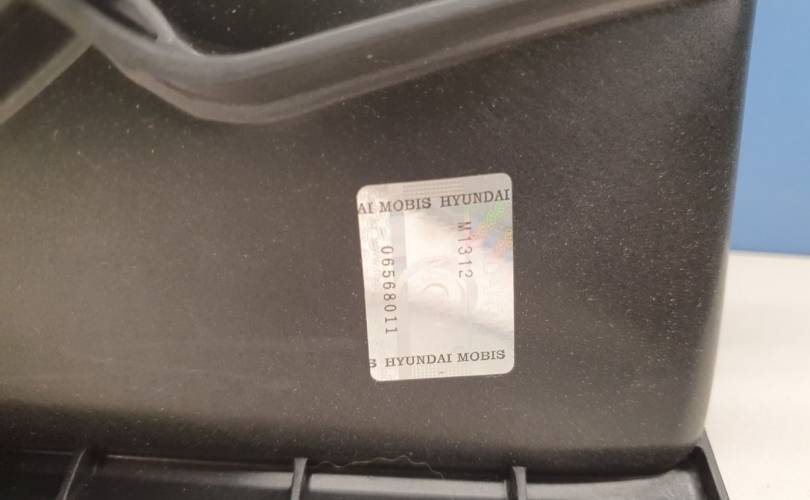 AI MOBIS HYUNDAI
M1312
06568011
S HYUNDAI MOBIS